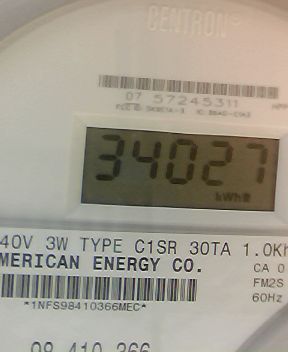 CENTRON®
07 57245311
34027
kWh
40V 3W TYPE C1SR 30TA 1.0Kh
MERICAN ENERGY CO.
CA 0
FM2S
60Hz
*1NFS98410366MEC*
98 410 366